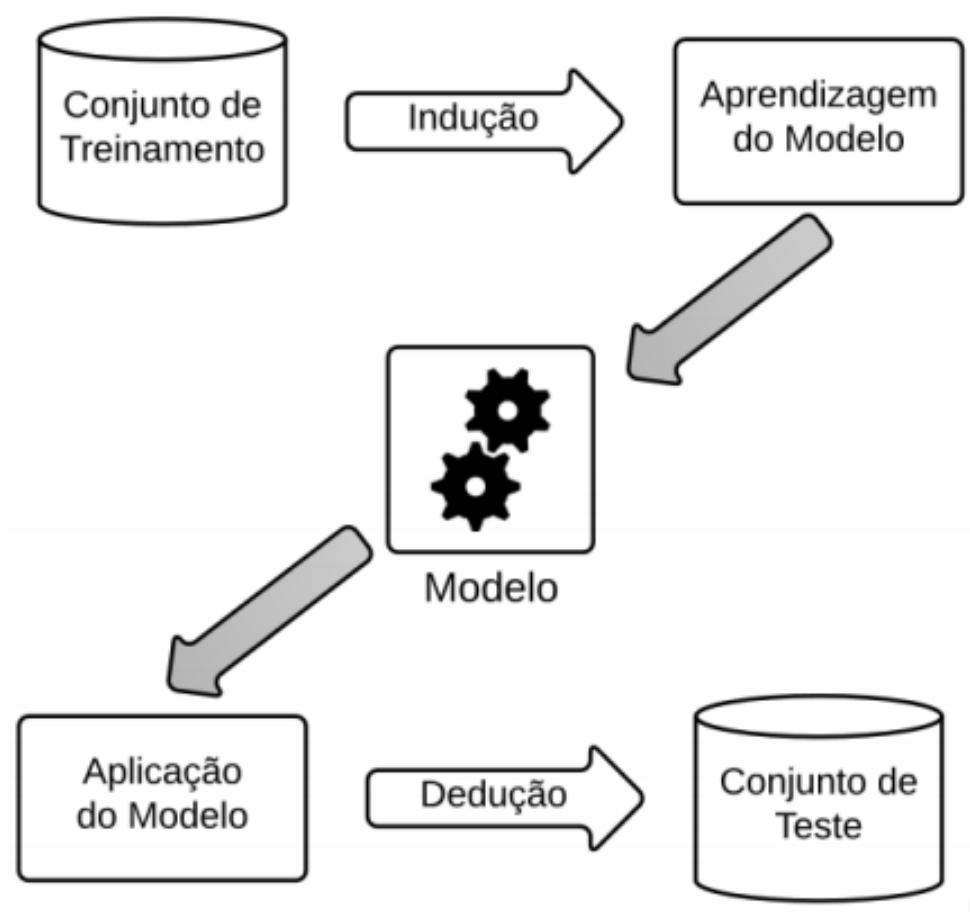 Conjunto de
Treinamento
Indução
Aprendizagem
do Modelo
Modelo
Aplicação
do Modelo
Dedução
Conjunto de
Teste